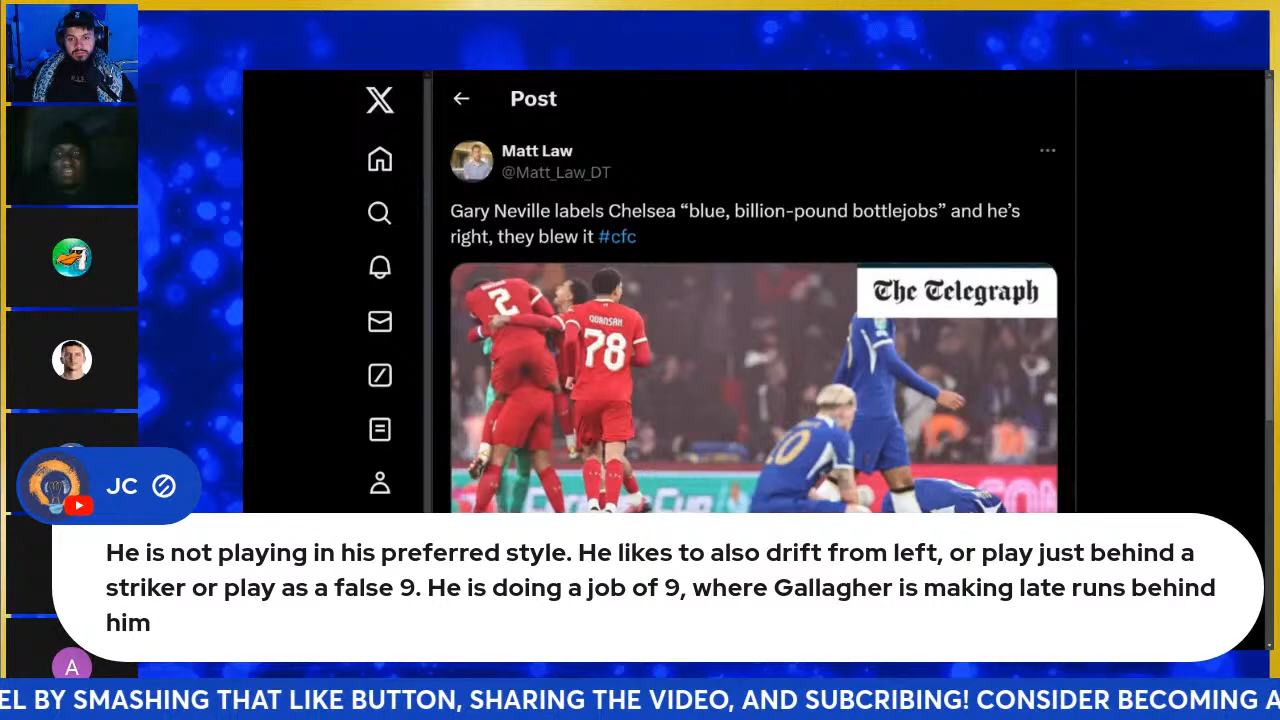 Post
Matt Law
@Matt_Law_DT
Gary Neville labels Chelsea “blue, billion-pound bottlejobs” and he’s
right, they blew it #cfc
The Telegraph
2
QUANSAH
78
10
JC
He is not playing in his preferred style. He likes to also drift from left, or play just behind a
striker or play as a false 9. He is doing a job of 9, where Gallagher is making late runs behind
him
A
EL BY SMASHING THAT LIKE BUTTON, SHARING THE VIDEO, AND SUBCRIBING! CONSIDER BECOMING A